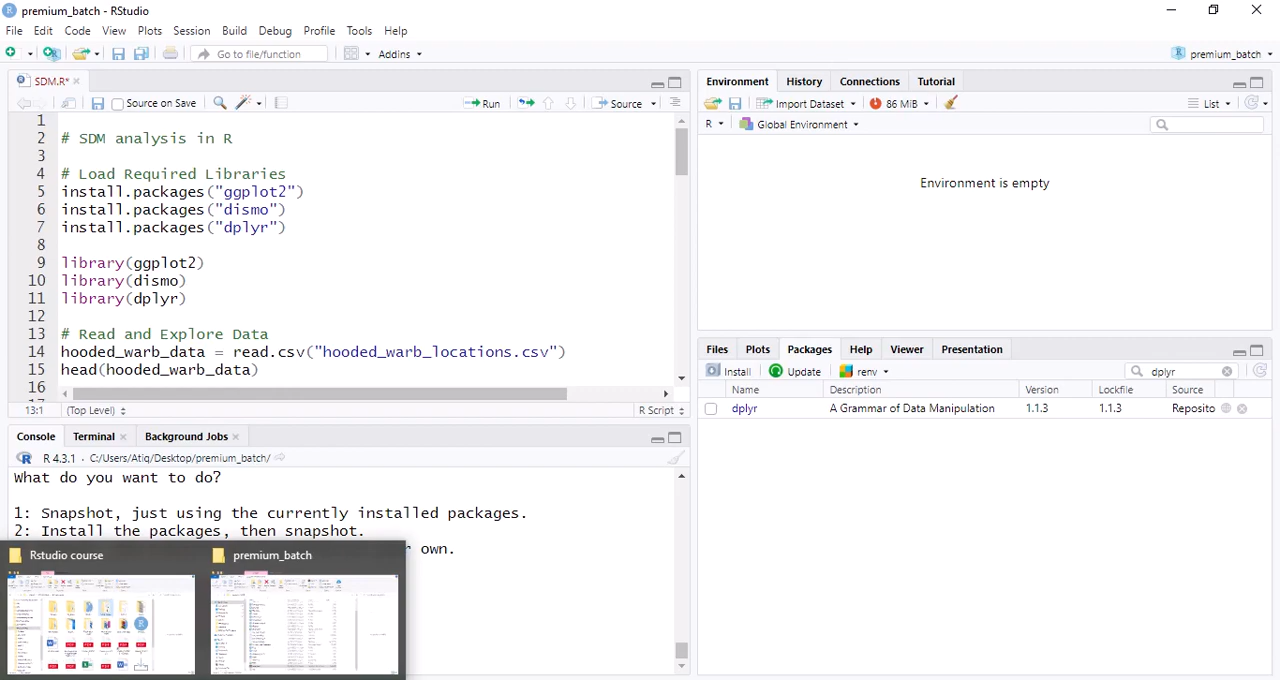 premium_batch - RStudio
File Edit Code View Plots Session Build Debug Profile Tools Help
Go to file/function Addins premium_batch
SDM.R*
Source on Save Run Source
1
2 # SDM analysis in R
3
4 # Load Required Libraries
5 install.packages("ggplot2")
6 install.packages("dismo")
7 install.packages("dplyr")
8
9 library(ggplot2)
10 library(dismo)
11 library(dplyr)
12
13 # Read and Explore Data
14 hooded_warb_data = read.csv("hooded_warb_locations.csv")
15 head(hooded_warb_data)
16
13:1 (Top Level) R Script
Console Terminal Background Jobs
R 4.3.1 · C:/Users/Atiq/Desktop/premium_batch/
What do you want to do?
1: Snapshot, just using the currently installed packages.
2: Install the packages, then snapshot.
own.
Rstudio course premium_batch
Environment History Connections Tutorial
Import Dataset 86 MiB List
R Global Environment
Environment is empty
Files Plots Packages Help Viewer Presentation
Install Update renv dplyr
Name Description Version Lockfile Source
dplyr A Grammar of Data Manipulation 1.1.3 1.1.3 Reposito